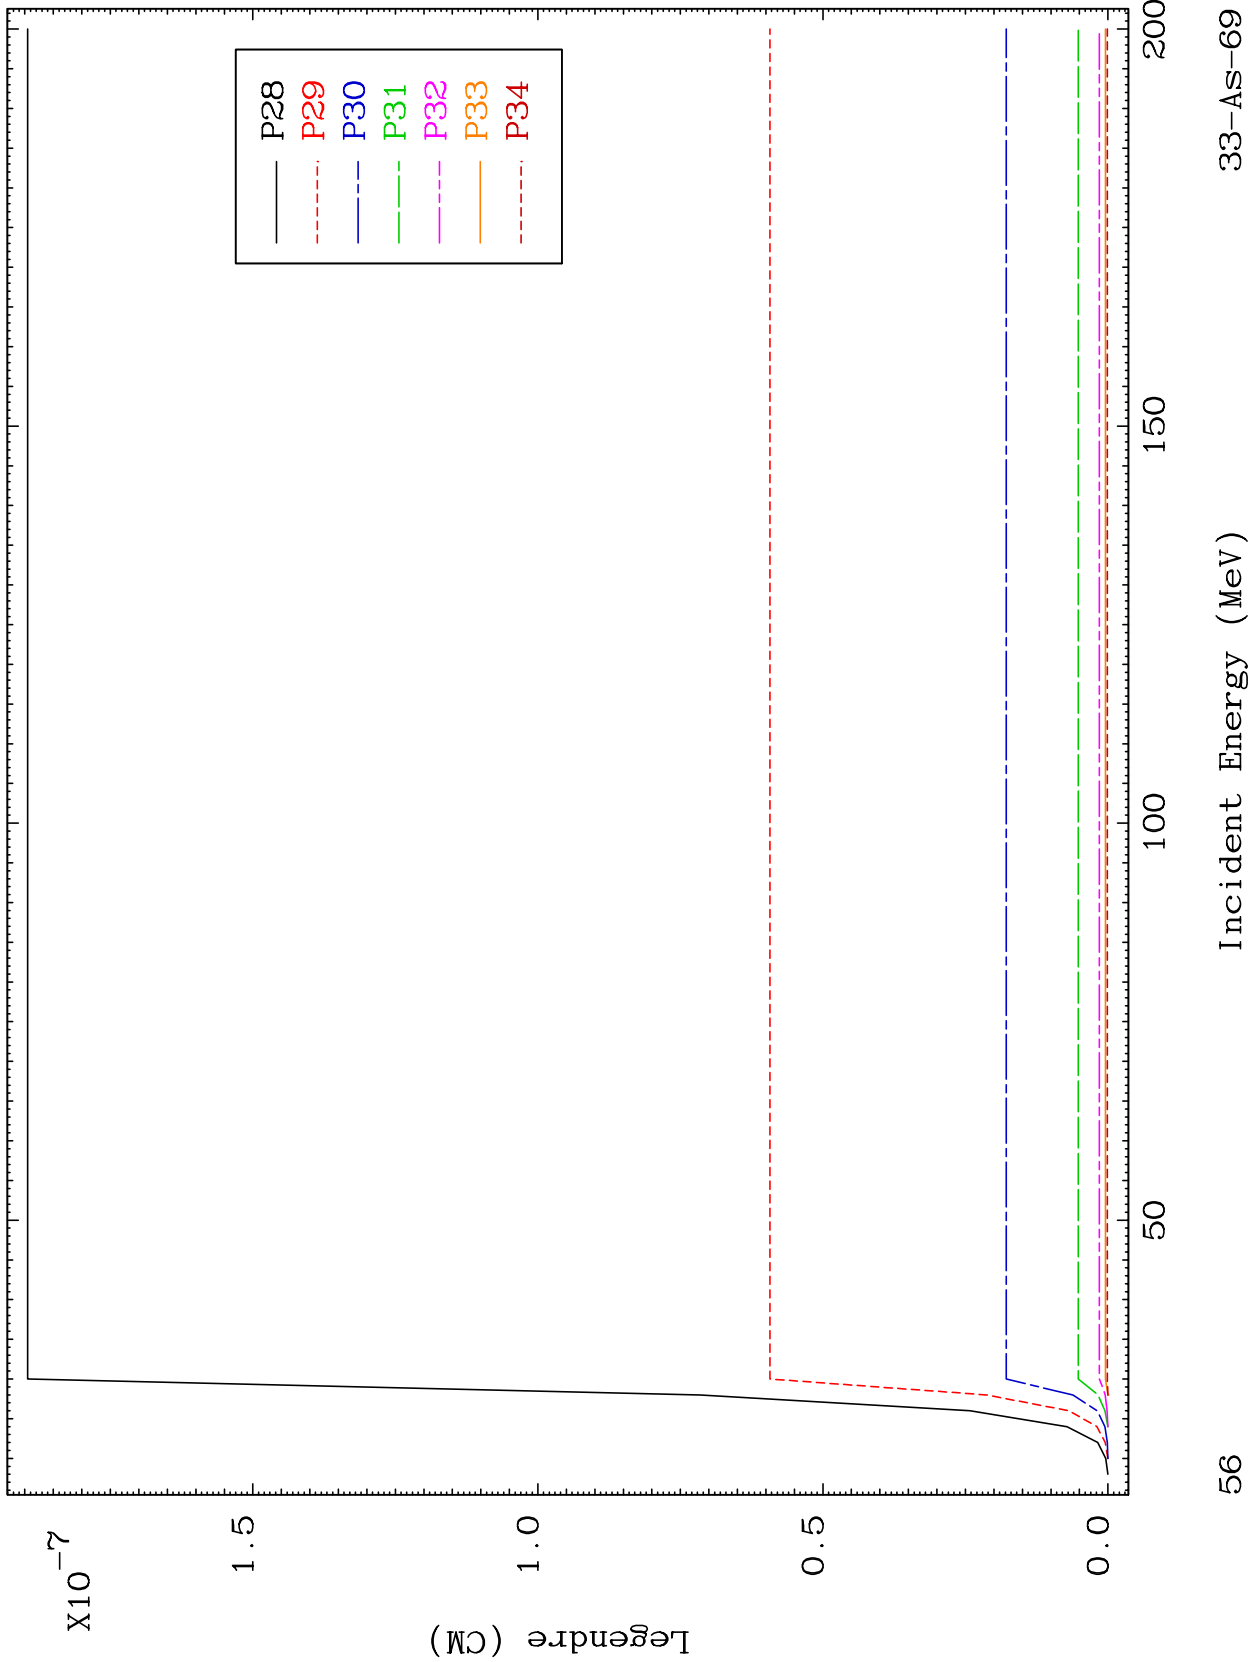 X10-7
1.5
1.0
0.5
0.0
Legendre (CM)
P28
P29
P30
P31
P32
P33
P34
50
100
150
200
Incident Energy (MeV)
56
33-As-69